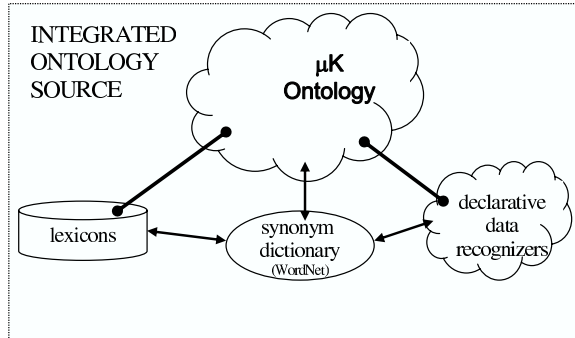 INTEGRATED
ONTOLOGY
SOURCE
μK
Ontology
lexicons
synonym
dictionary
(WordNet)
declarative
data
recognizers